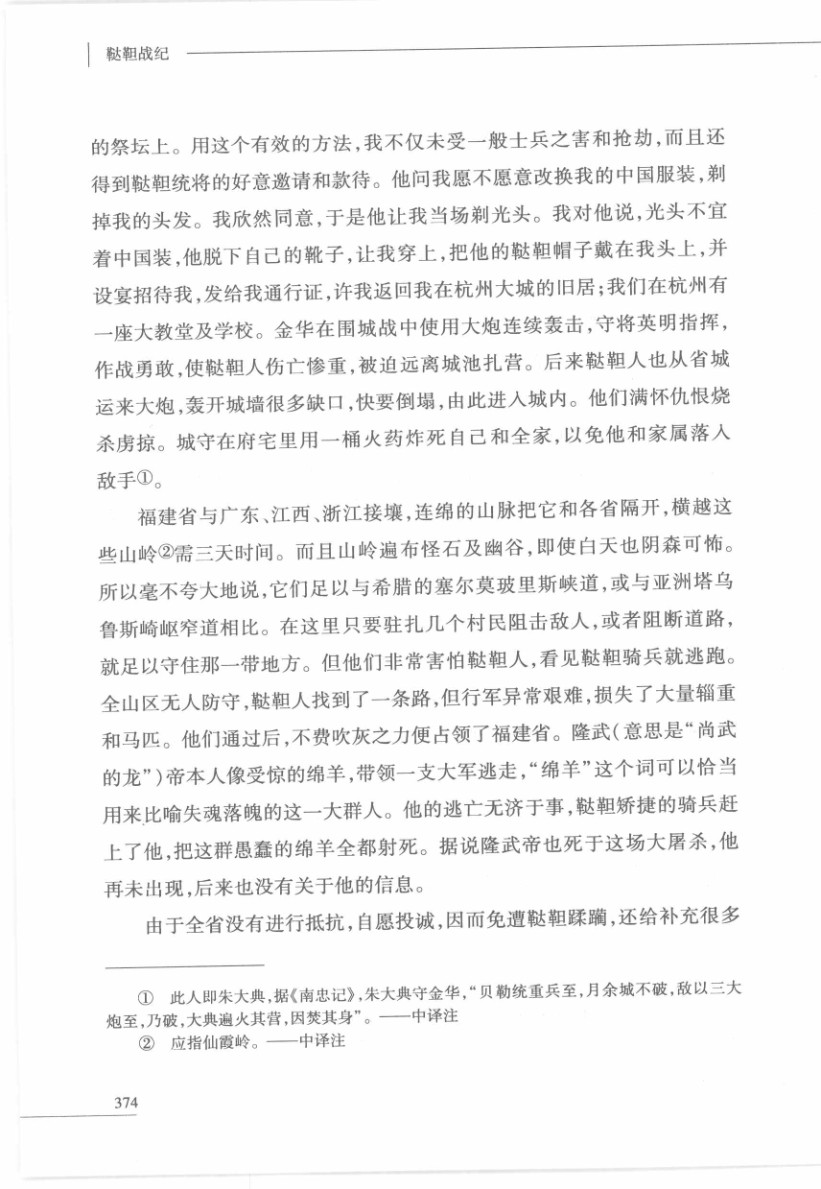 鞑靼战纪
的祭坛上。用这个有效的方法,我不仅未受一般士兵之害和抢劫,而且还
得到鞑靼统将的好意邀请和款待。他问我愿不愿意改换我的中国服装,剃
掉我的头发。我欣然同意,于是他让我当场剃光头。我对他说,光头不宜
着中国装,他脱下自己的靴子,让我穿上,把他的鞑靼帽子戴在我头上,并
设宴招待我,发给我通行证,许我返回我在杭州大城的旧居;我们在杭州有
一座大教堂及学校。金华在围城战中使用大炮连续轰击,守将英明指挥,
作战勇敢,使鞑靼人伤亡惨重,被迫远离城池扎营。后来鞑靼人也从省城
运来大炮,轰开城墙很多缺口,快要倒塌,由此进入城内。他们满怀仇恨烧
杀虏掠。城守在府宅里用一桶火药炸死自己和全家,以免他和家属落入
敌手①。
福建省与广东、江西、浙江接壤,连绵的山脉把它和各省隔开,横越这
些山岭②需三天时间。而且山岭遍布怪石及幽谷,即使白天也阴森可怖。
所以毫不夸大地说,它们足以与希腊的塞尔莫玻里斯峡道,或与亚洲塔乌
鲁斯崎岖窄道相比。在这里只要驻扎几个村民阻击敌人,或者阻断道路,
就足以守住那一带地方。但他们非常害怕鞑靼人,看见鞑靼骑兵就逃跑。
全山区无人防守,鞑靼人找到了一条路,但行军异常艰难,损失了大量辎重
和马匹。他们通过后,不费吹灰之力便占领了福建省。隆武(意思是“尚武
的龙”)帝本人像受惊的绵羊,带领一支大军逃走,“绵羊”这个词可以恰当
用来比喻失魂落魄的这一大群人。他的逃亡无济于事,鞑靼矫捷的骑兵赶
上了他,把这群愚蠢的绵羊全都射死。据说隆武帝也死于这场大屠杀,他
再未出现,后来也没有关于他的信息。
由于全省没有进行抵抗,自愿投诚,因而免遭鞑靼蹂躏,还给补充很多
① 此人即朱大典,据《南忠记》,朱大典守金华,“贝勒统重兵至,月余城不破,敌以三大
炮至,乃破,大典遍火其营,因焚其身”。——中译注
② 应指仙霞岭。——中译注
374